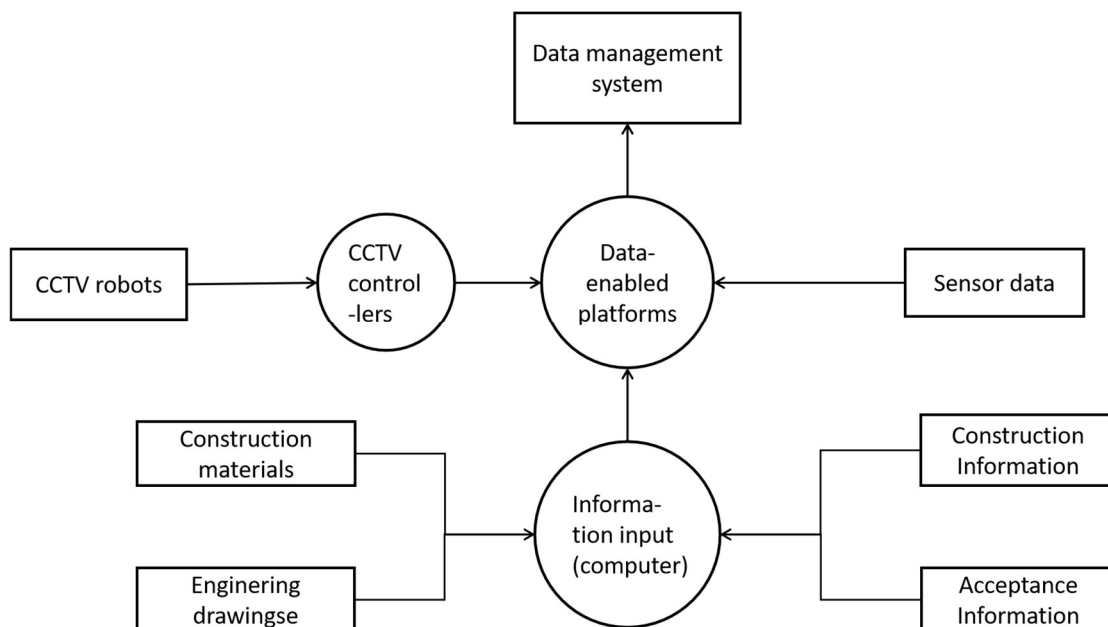 Data management
system
CCTV robots
CCTV
control
-lers
Data-
enabled
platforms
Sensor data
Construction
materials
Enginering
drawingse
Informa-
tion input
(computer)
Construction
Information
Acceptance
Information